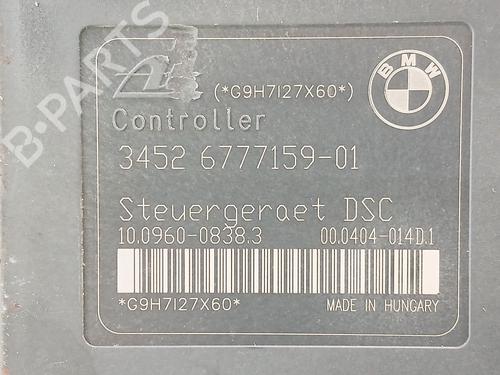 B-PARTS
(*G9H7I27X60*)
BMW
Controller
3452 6777159-01
Steuergeraet DSC
10.0960-0838.3 00.0404-014D.1
*G9H7I27X60*
MADE IN HUNGARY